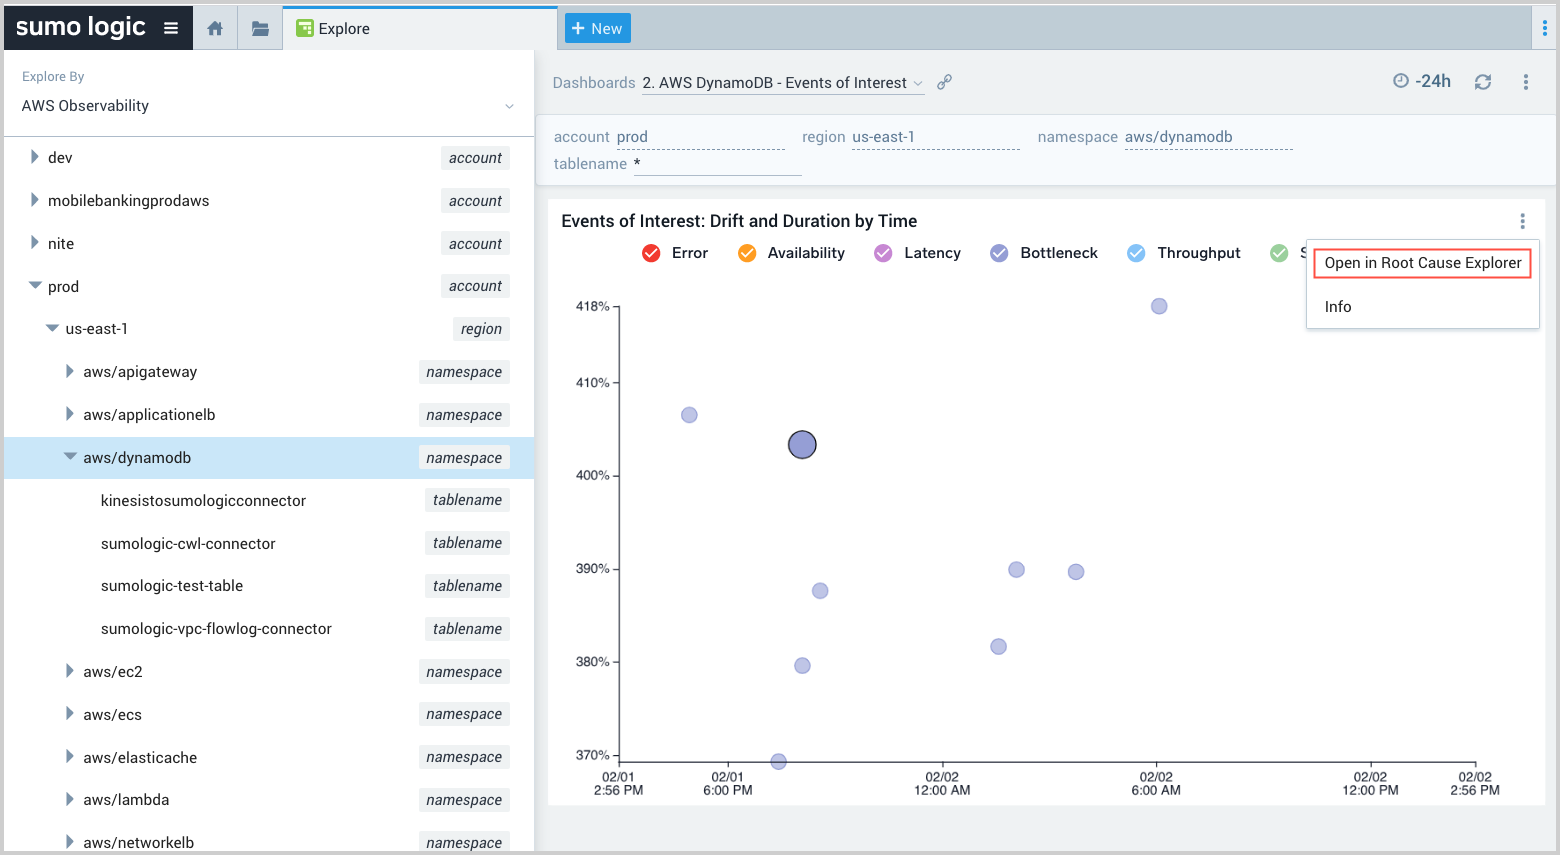 sumo logic
Explore
+ New
Explore By
AWS Observability
dev account
mobilebankingprodaws account
nite account
prod account
us-east-1 region
aws/apigateway namespace
aws/applicationelb namespace
aws/dynamodb namespace
kinesistosumologicconnector tablename
sumologic-cwl-connector tablename
sumologic-test-table tablename
sumologic-vpc-flowlog-connector tablename
aws/ec2 namespace
aws/ecs namespace
aws/elasticache namespace
aws/lambda namespace
aws/networkelb namespace
Dashboards 2. AWS DynamoDB - Events of Interest
-24h
account prod region us-east-1 namespace aws/dynamodb
tablename *
Events of Interest: Drift and Duration by Time
Error Availability Latency Bottleneck Throughput
Open in Root Cause Explorer
Info
418%
410%
400%
390%
380%
370%
02/01 02/01 02/02 02/02 02/02 02/02
2:56 PM 6:00 PM 12:00 AM 6:00 AM 12:00 PM 2:56 PM